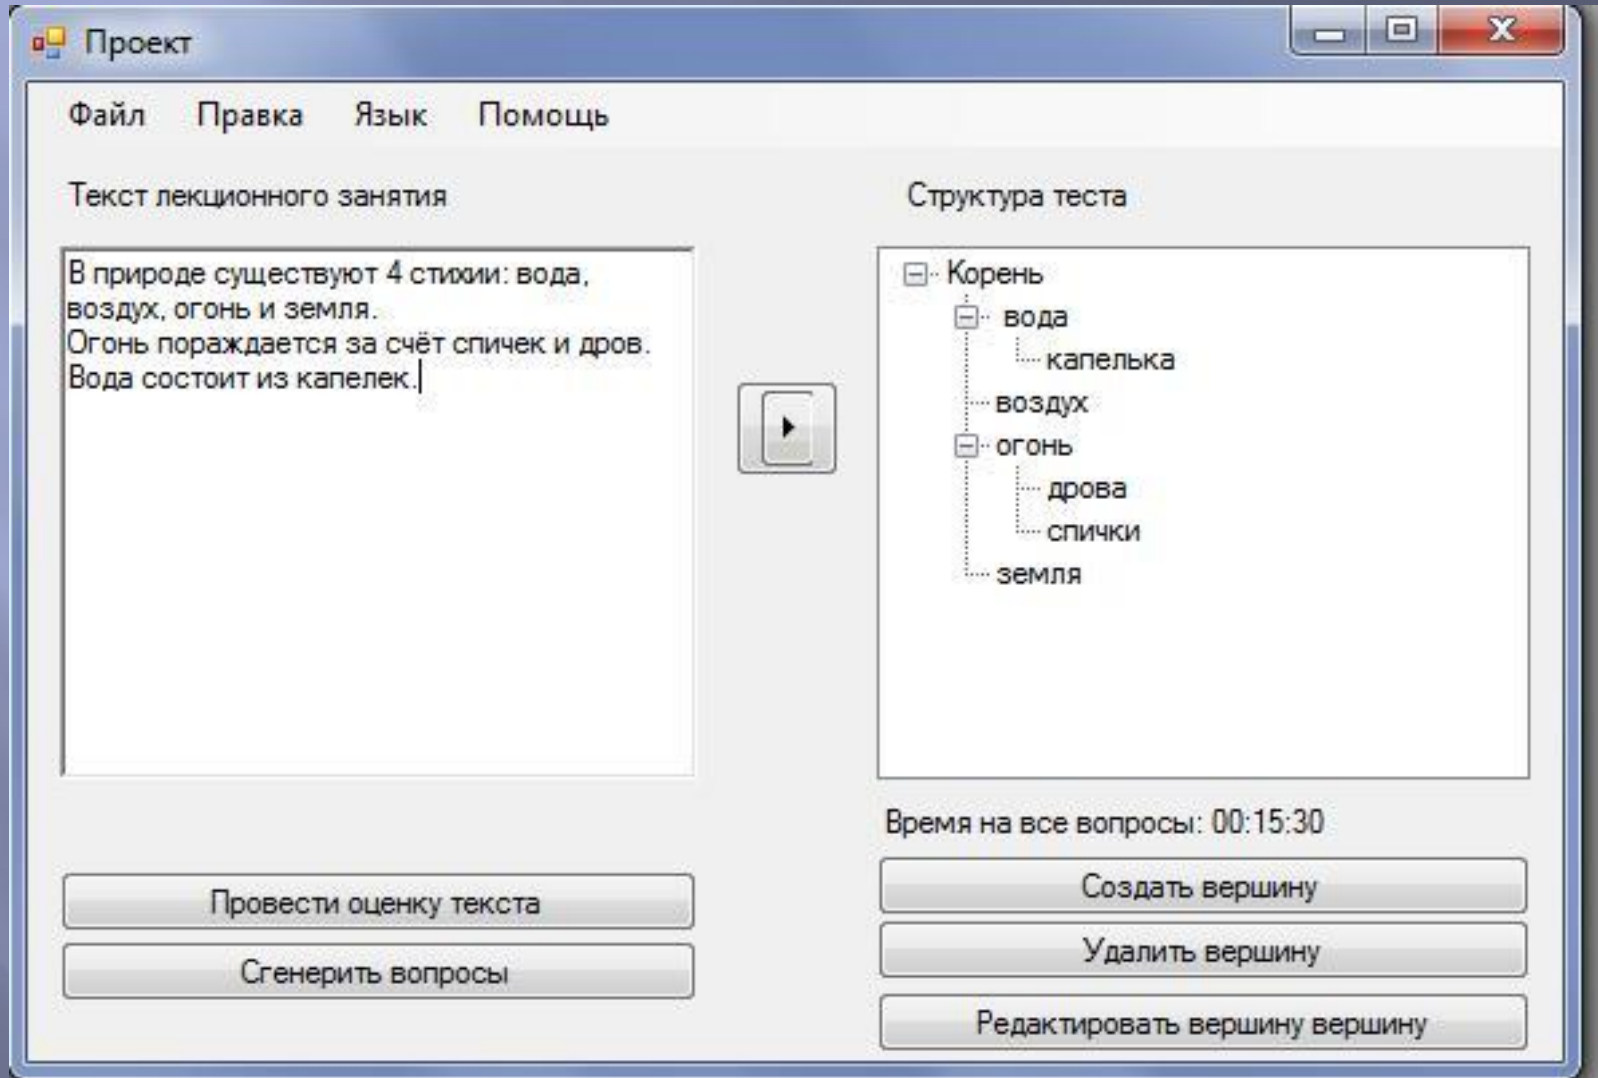 Проект
Файл Правка Язык Помощь
Текст лекционного занятия
В природе существуют 4 стихии: вода,
воздух, огонь и земля.
Огонь пораждается за счёт спичек и дров.
Вода состоит из капелек.
Провести оценку текста
Сгенерить вопросы
Структура теста
Корень
вода
капелька
воздух
огонь
дрова
спички
земля
Время на все вопросы: 00:15:30
Создать вершину
Удалить вершину
Редактировать вершину вершину